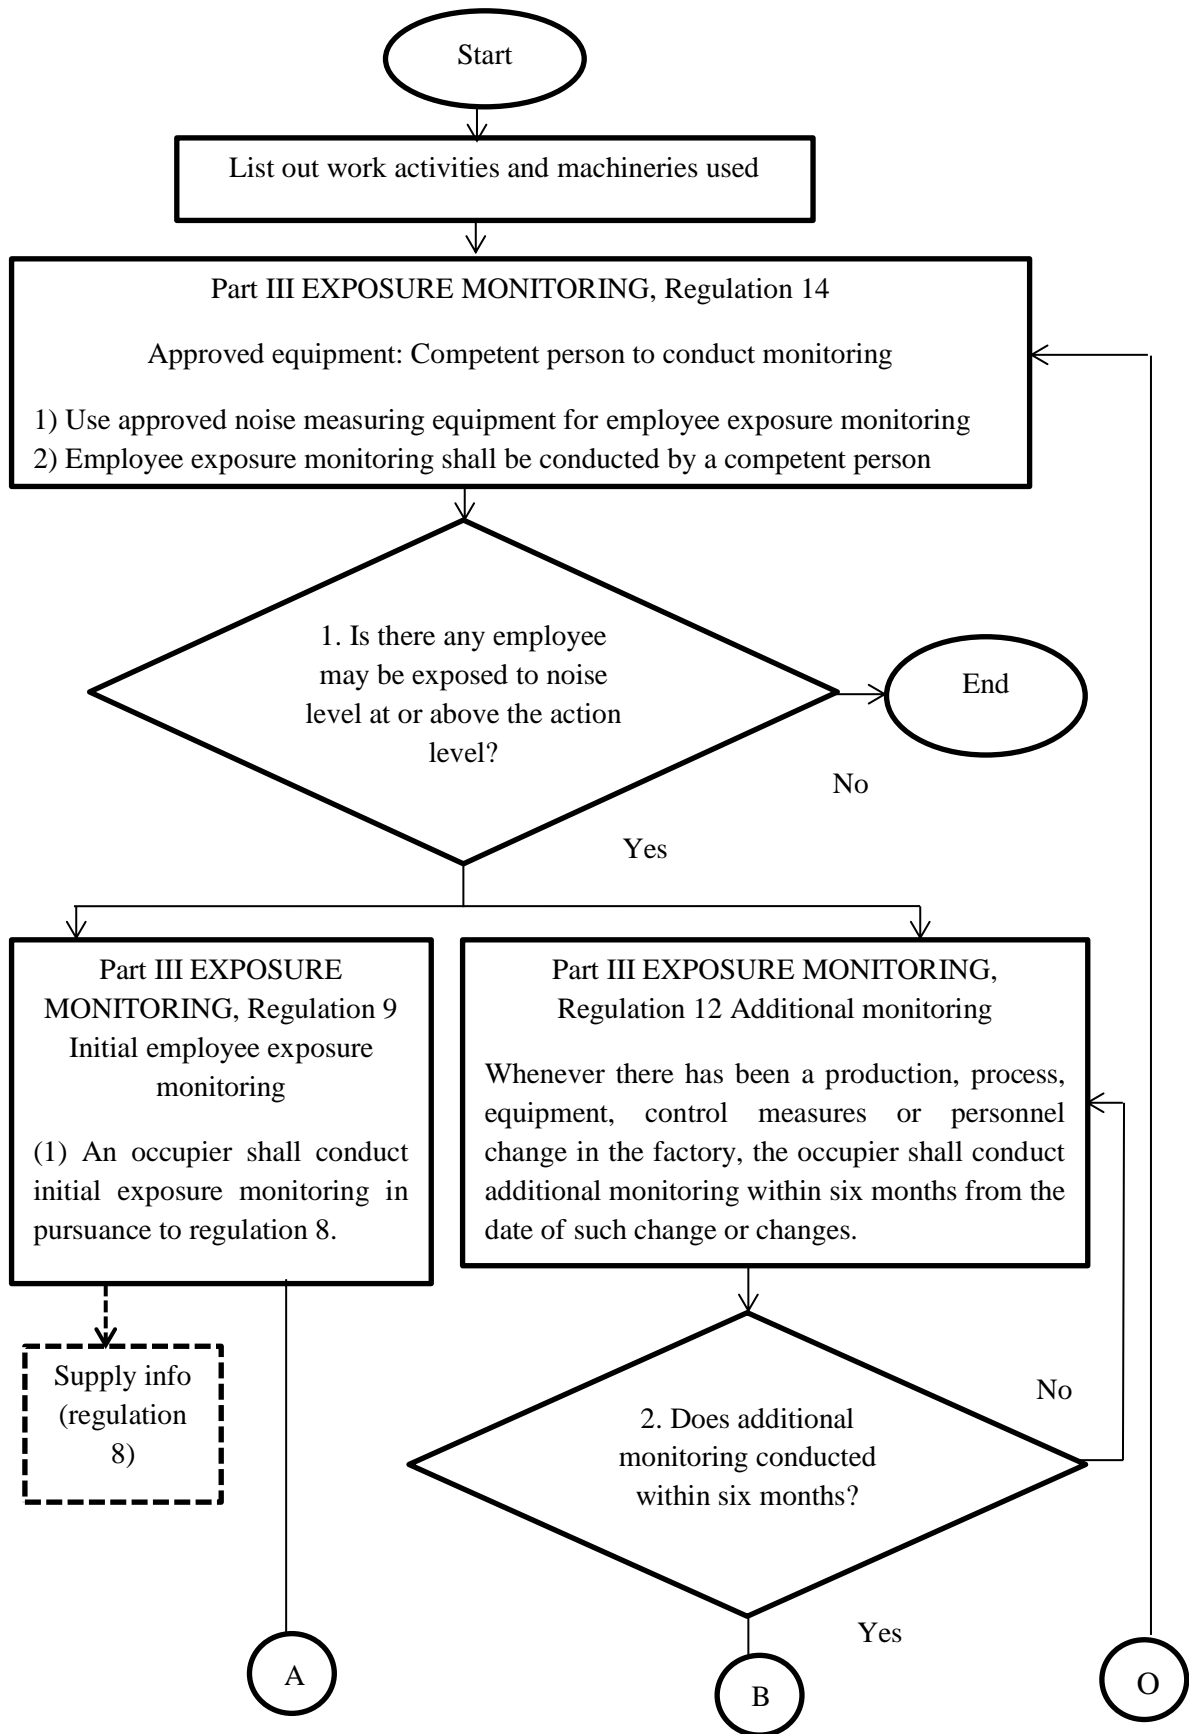 Start
List out work activities and machineries used
Part III EXPOSURE MONITORING, Regulation 14
Approved equipment: Competent person to conduct monitoring
1) Use approved noise measuring equipment for employee exposure monitoring
2) Employee exposure monitoring shall be conducted by a competent person
1. Is there any employee
may be exposed to noise
level at or above the action
level?
End
No
Yes
Part III EXPOSURE
MONITORING, Regulation 9
Initial employee exposure
monitoring
(1) An occupier shall conduct
initial exposure monitoring in
pursuance to regulation 8.
Part III EXPOSURE MONITORING,
Regulation 12 Additional monitoring
Whenever there has been a production, process,
equipment, control measures or personnel
change in the factory, the occupier shall conduct
additional monitoring within six months from the
date of such change or changes.
Supply info
(regulation
8)
No
2. Does additional
monitoring conducted
within six months?
Yes
A
B
O